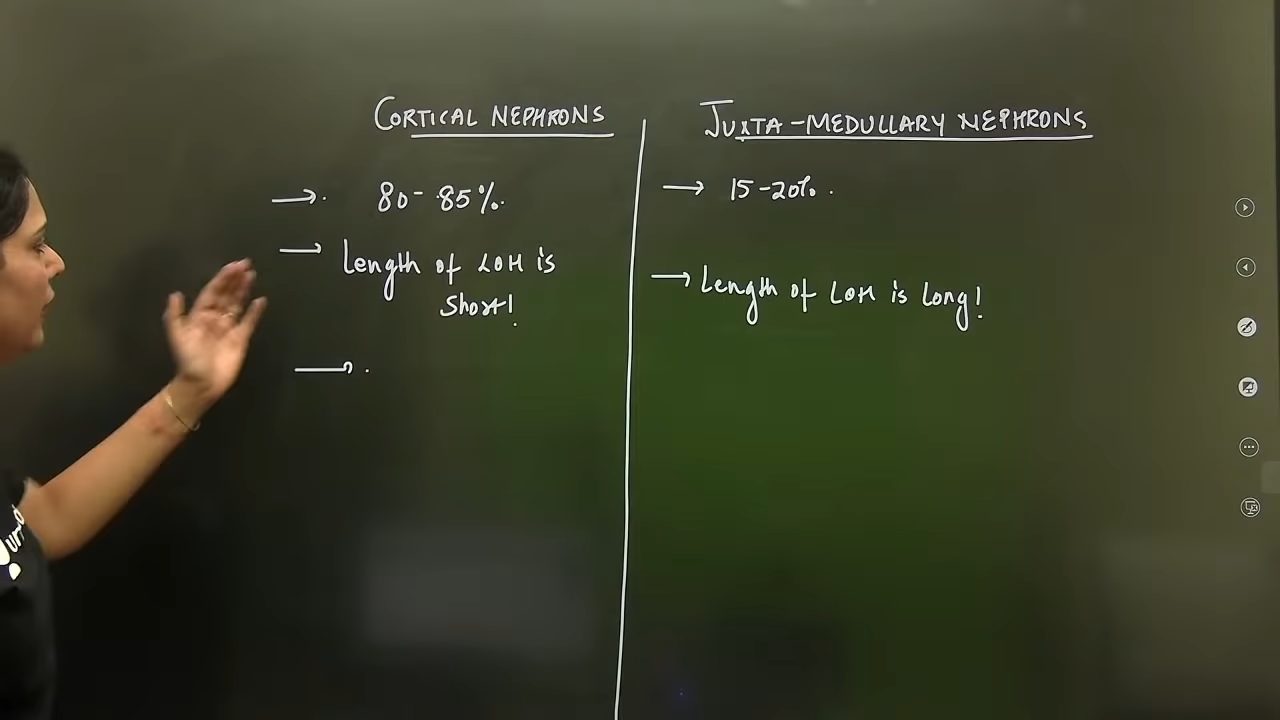 CORTICAL NEPHRONS
→ 80- 85%.
→ Length of LOH is
Short!
→ .
JUXTA-MEDULLARY NEPHRONS
→ 15-20%.
→ Length of LOH is Long!